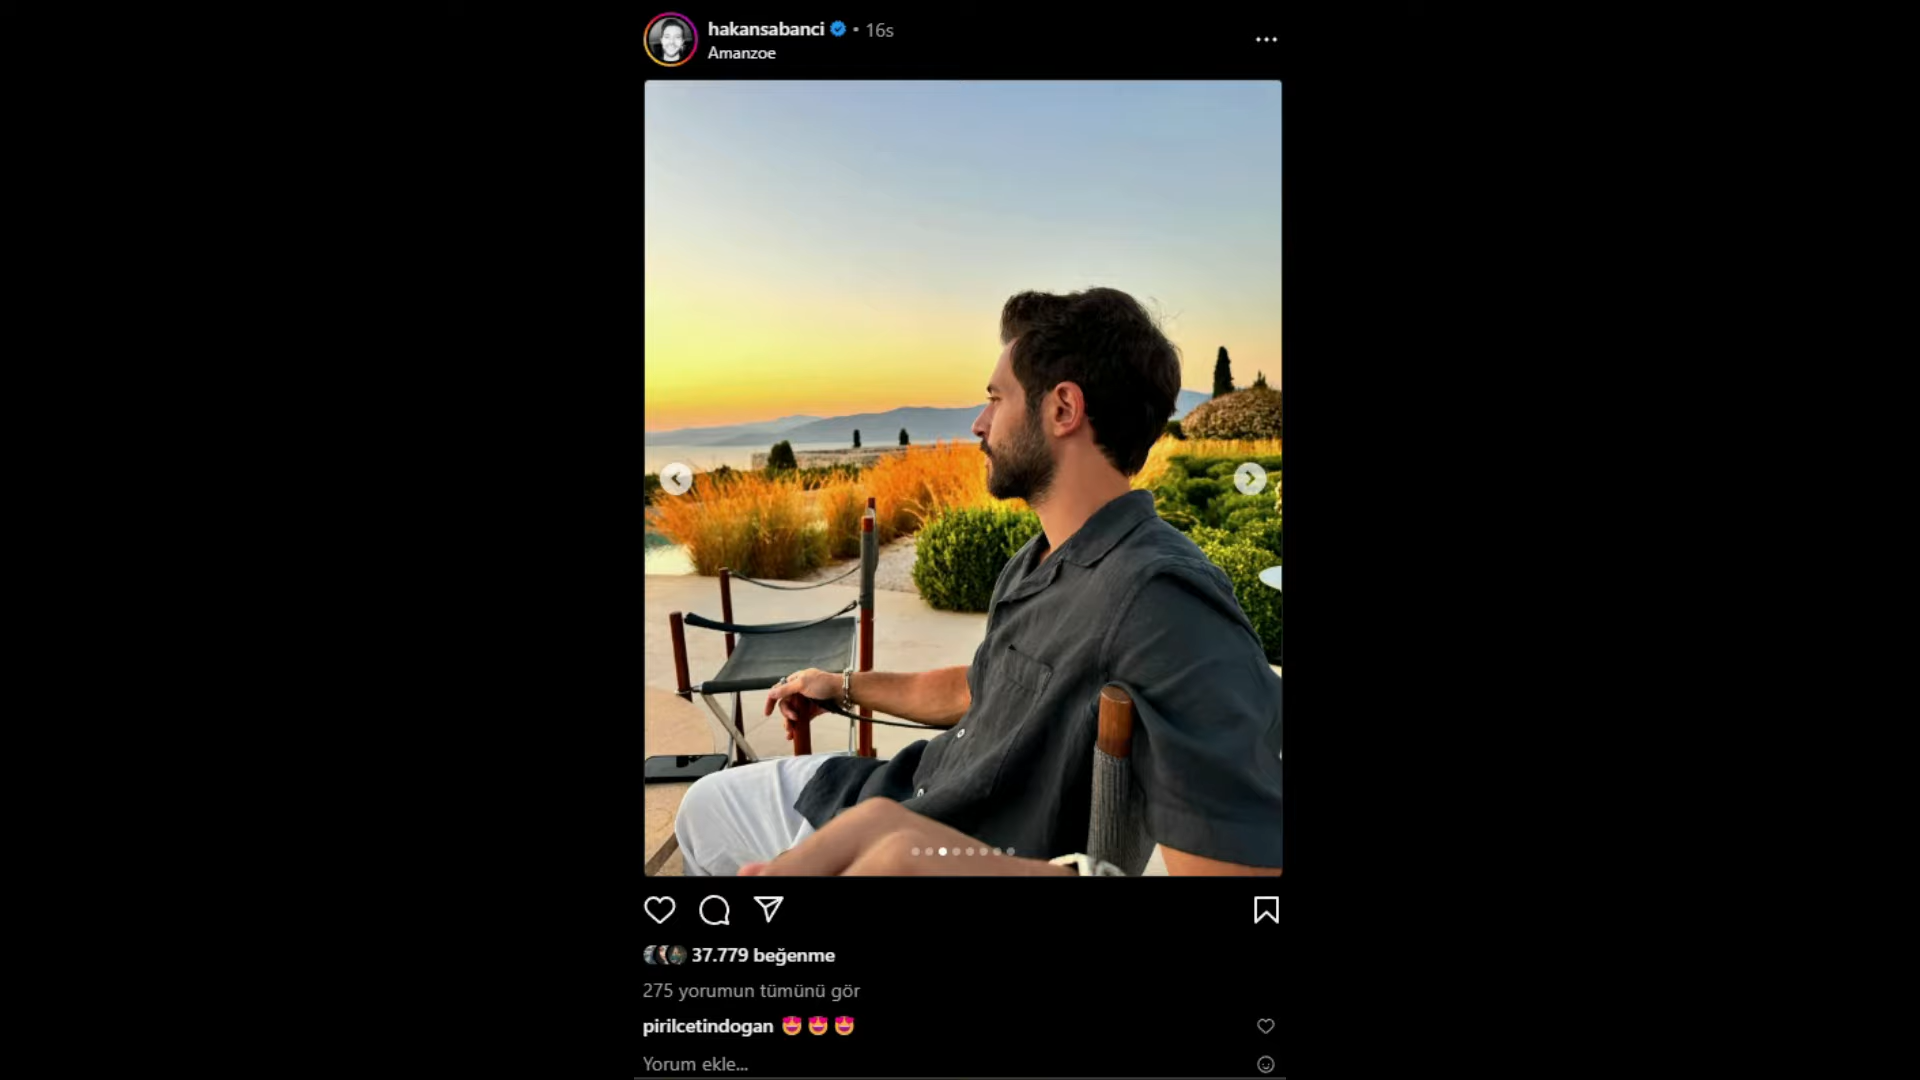 hakansabanci • 16s
Amanzoe
37.779 beğenme
275 yorumun tümünü gör
pirilcetindogan 😍 😍 😍
Yorum ekle...